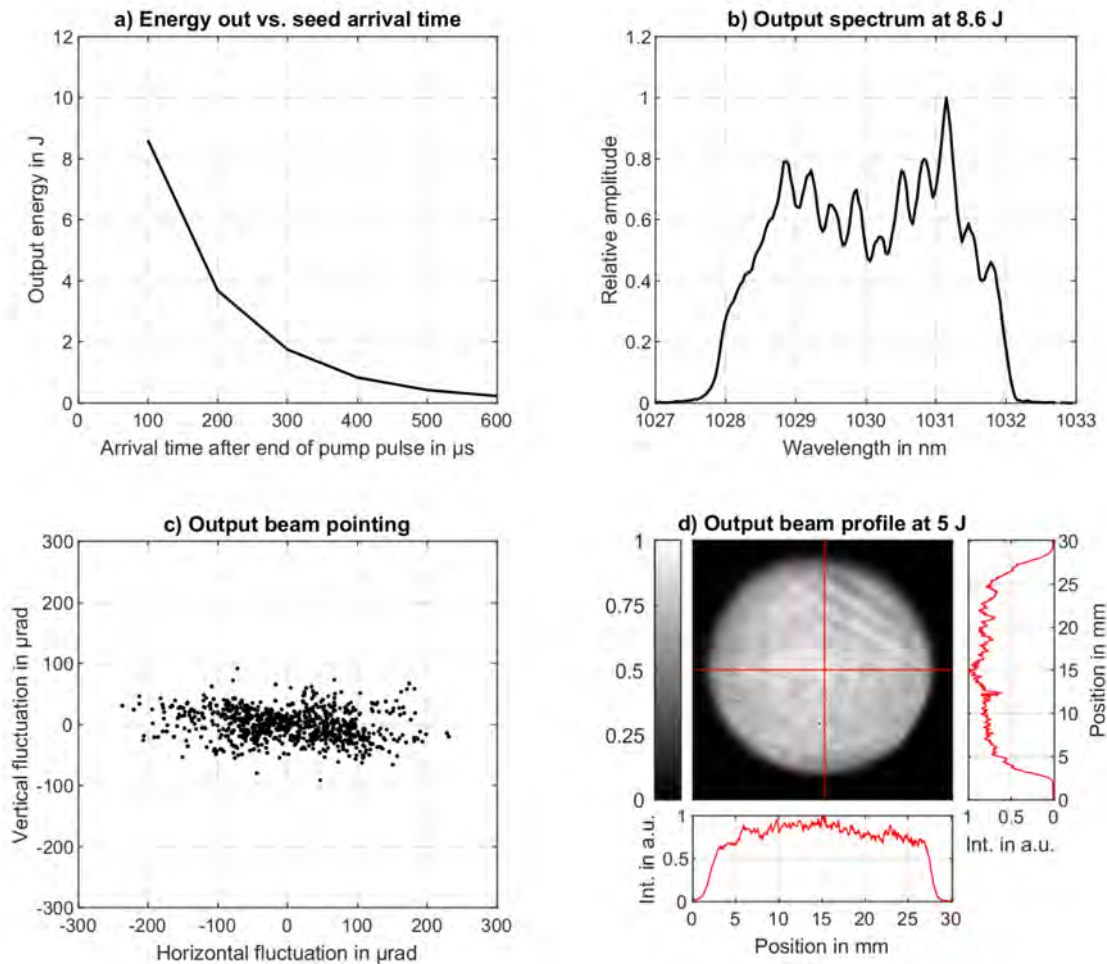 a) Energy out vs. seed arrival time
12
10
8
6
4
2
0
Output energy in J
0 100 200 300 400 500 600
Arrival time after end of pump pulse in µs
b) Output spectrum at 8.6 J
1.2
1
0.8
0.6
0.4
0.2
0
Relative amplitude
1027 1028 1029 1030 1031 1032 1033
Wavelength in nm
c) Output beam pointing
300
200
100
0
-100
-200
-300
Vertical fluctuation in µrad
-300 -200 -100 0 100 200 300
Horizontal fluctuation in µrad
d) Output beam profile at 5 J
1
0.75
0.5
0.25
0
30
25
20
15
10
5
0
Position in mm
1 0.5 0
Int. in a.u.
1
0.5
0
Int. in a.u.
0 5 10 15 20 25 30
Position in mm